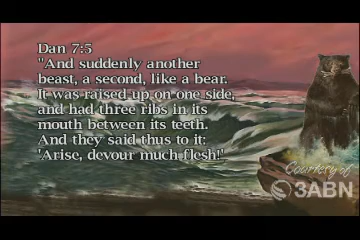 Dan 7:5
"And suddenly another
beast, a second, like a bear.
It was raised up on one side,
and had three ribs in its
mouth between its teeth.
And they said thus to it:
'Arise, devour much flesh!'
Courtesy of
3ABN